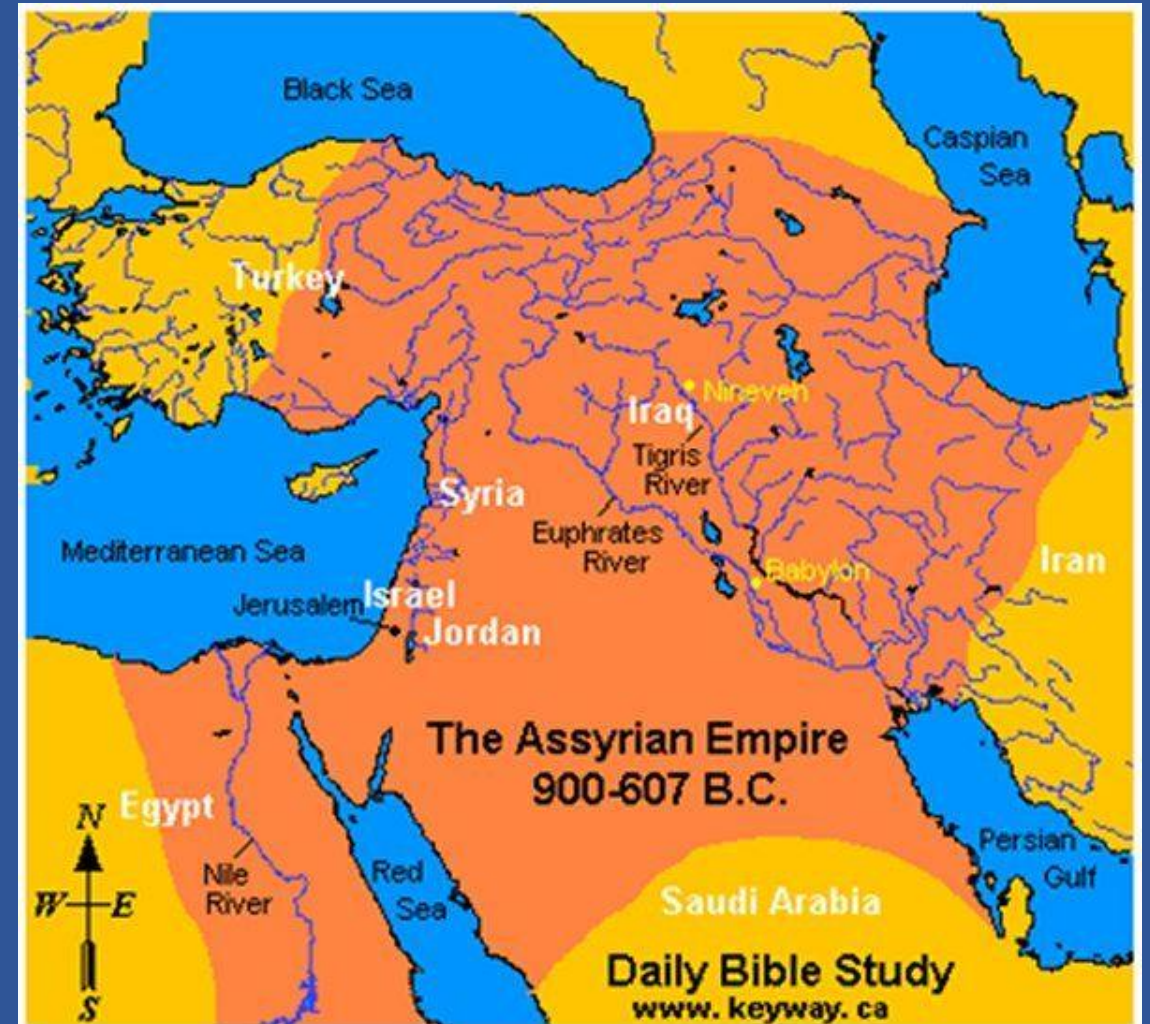 Black Sea
Caspian
Sea
Turkey
Nineveh
Iraq
Tigris
River
Syria
Euphrates
River
Mediterranean Sea
Iran
Babylon
Jerusalem
Israel
Jordan
The Assyrian Empire
900-607 B.C.
Egypt
N
W
E
S
Nile
River
Red
Sea
Persian
Gulf
Saudi Arabia
Daily Bible Study
www. keyway. ca